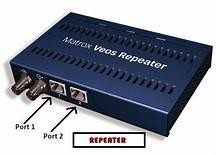 Matrox Veos Repeater
Port 1
Port 2
REPEATER